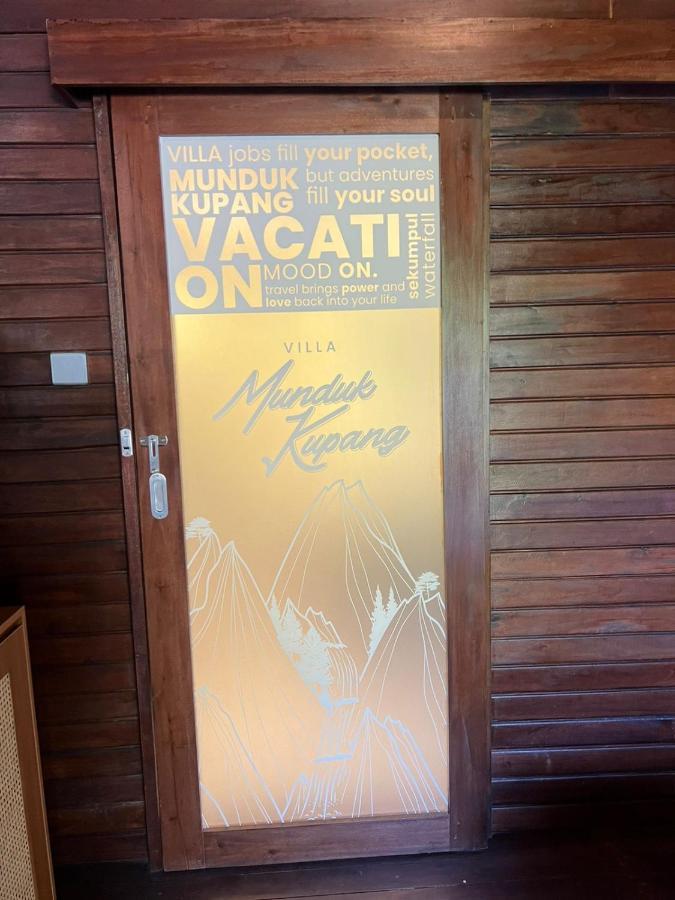 VILLA jobs fill your pocket,
MUNDUK KUPANG
but adventures
fill your soul
VACATI
ON
MOOD ON.
travel brings power and
love back into your life
sekumpul
waterfall
VILLA
Munduk
Kupang